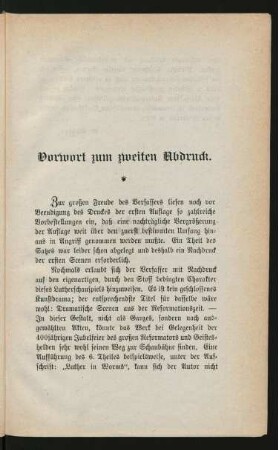 Vorwort zum zweiten Abdruck.
Zur großen Freude des Verfassers liefen noch vor
Beendigung des Druckes der ersten Auflage so zahlreiche
Vorbestellungen ein, daß eine nachträgliche Vergrößerung
der Auflage weit über den zuerst bestimmten Umfang hin-
aus in Angriff genommen werden mußte. Ein Theil des
Satzes war leider schon abgelegt und deshalb ein Nachdruck
der ersten Scenen erforderlich.
Nochmals erlaubt sich der Verfasser mit Nachdruck
auf den eigenartigen, durch den Stoff bedingten Charakter
dieses Lutherschauspiels hinzuweisen. Es ist kein geschlossenes
Kunstdrama; der entsprechendste Titel für dasselbe wäre
wohl: Dramatische Scenen aus der Reformationszeit. —
In dieser Gestalt, nicht als Ganzes, sondern nach aus-
gewählten Akten, könnte das Werk bei Gelegenheit der
400jährigen Jubelfeier des großen Reformators und Geistes-
helden sehr wohl seinen Weg zur Schaubühne finden. Eine
Aufführung des 6. Theiles beispielsweise, unter der Auf-
schrift: „Luther in Worms“, kann sich der Autor nicht